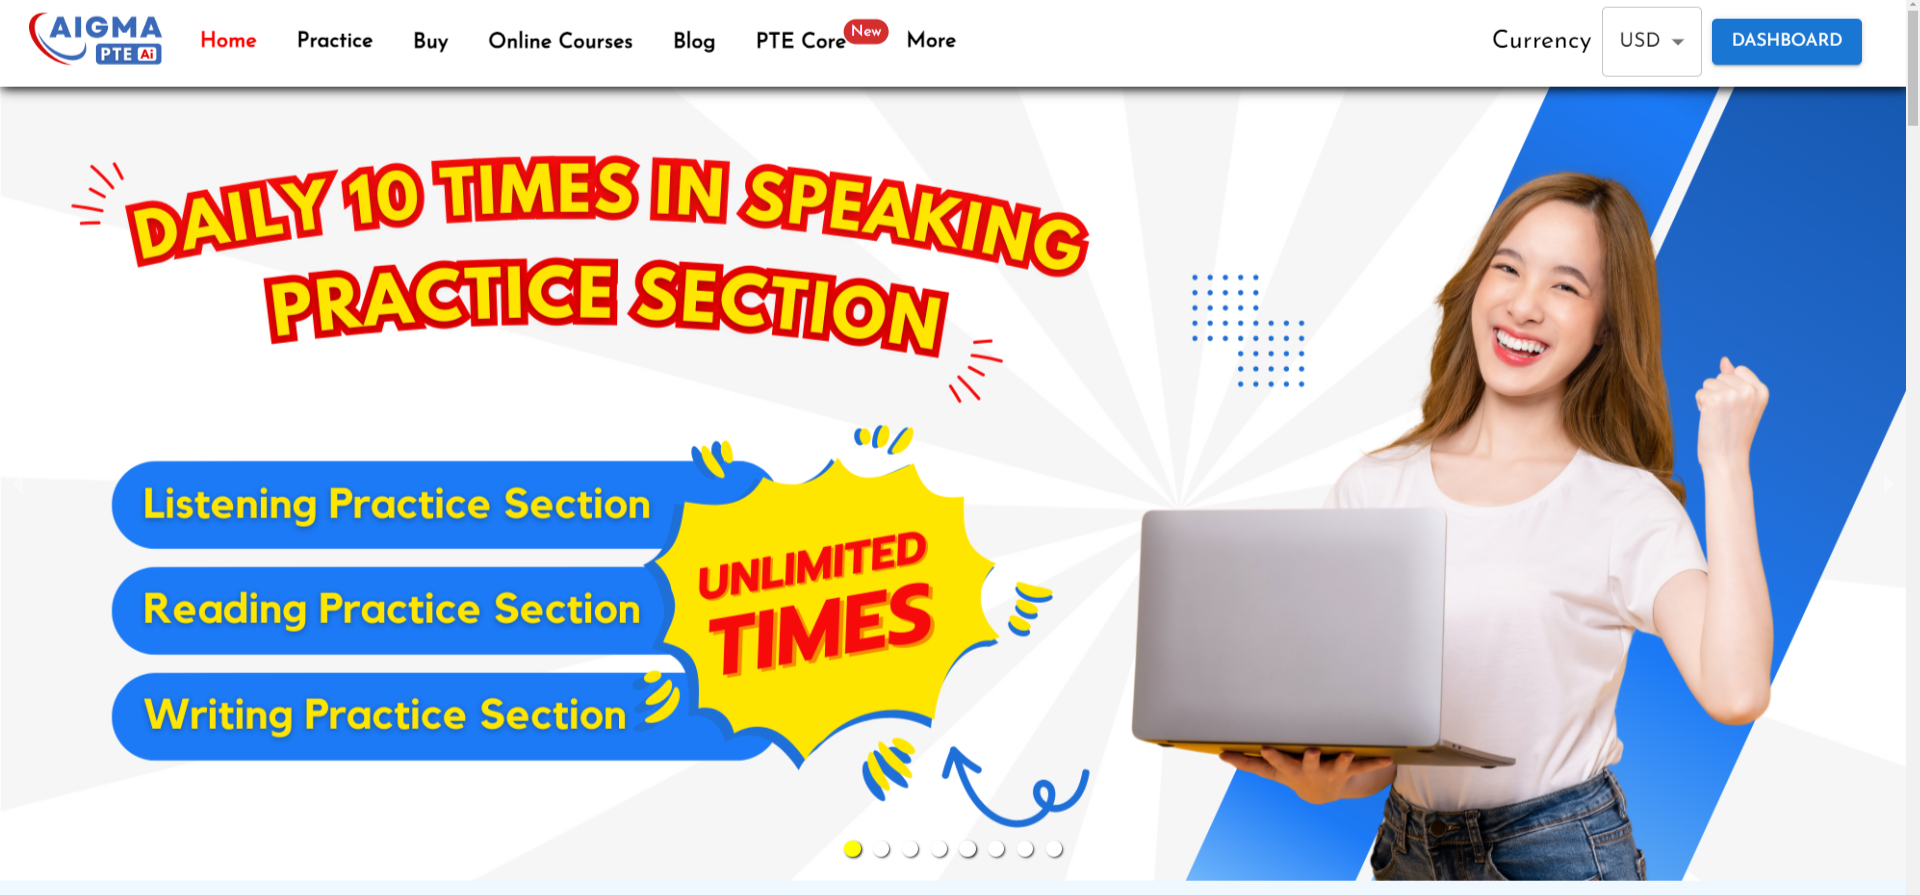 AIGMA
PTE Ai
Home
Practice
Buy
Online Courses
Blog
PTE Core
New
More
Currency
USD
DASHBOARD
DAILY 10 TIMES IN SPEAKING
PRACTICE SECTION
Listening Practice Section
Reading Practice Section
Writing Practice Section
UNLIMITED
TIMES